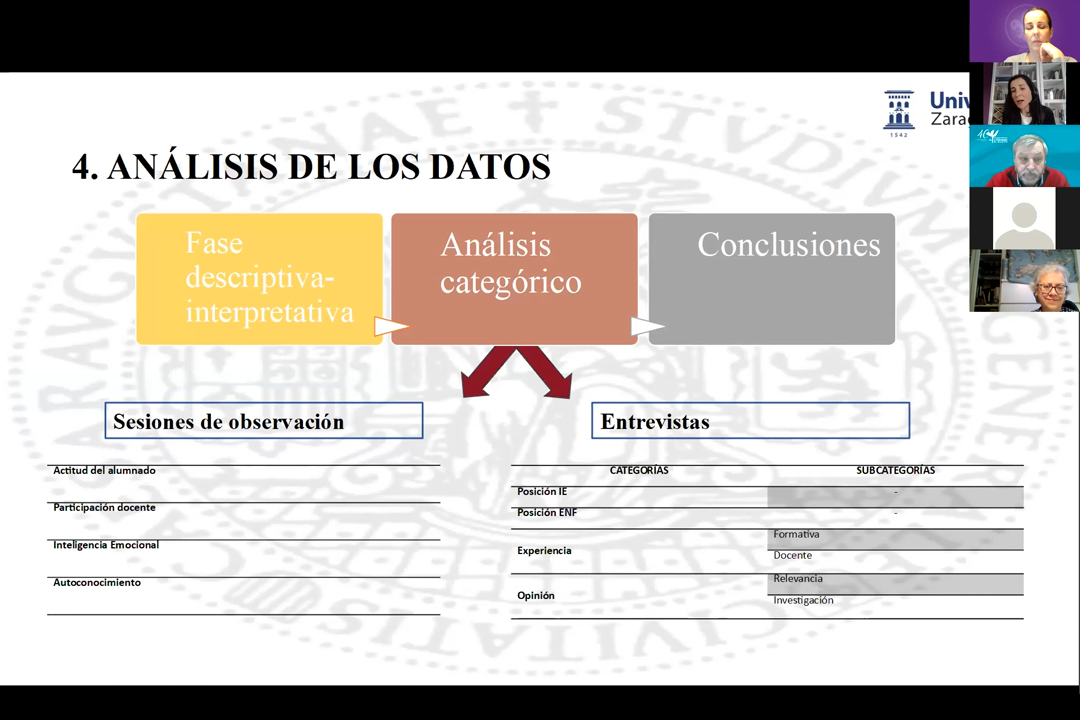 Univ
Zarag
1542
4. ANÁLISIS DE LOS DATOS
Fase
descriptiva-
interpretativa
Análisis
categórico
Conclusiones
Sesiones de observación
Entrevistas
Actitud del alumnado
Participación docente
Inteligencia Emocional
Autoconocimiento
CATEGORÍAS SUBCATEGORÍAS
Posición IE -
Posición ENF -
Experiencia
Formativa
Docente
Opinión
Relevancia
Investigación